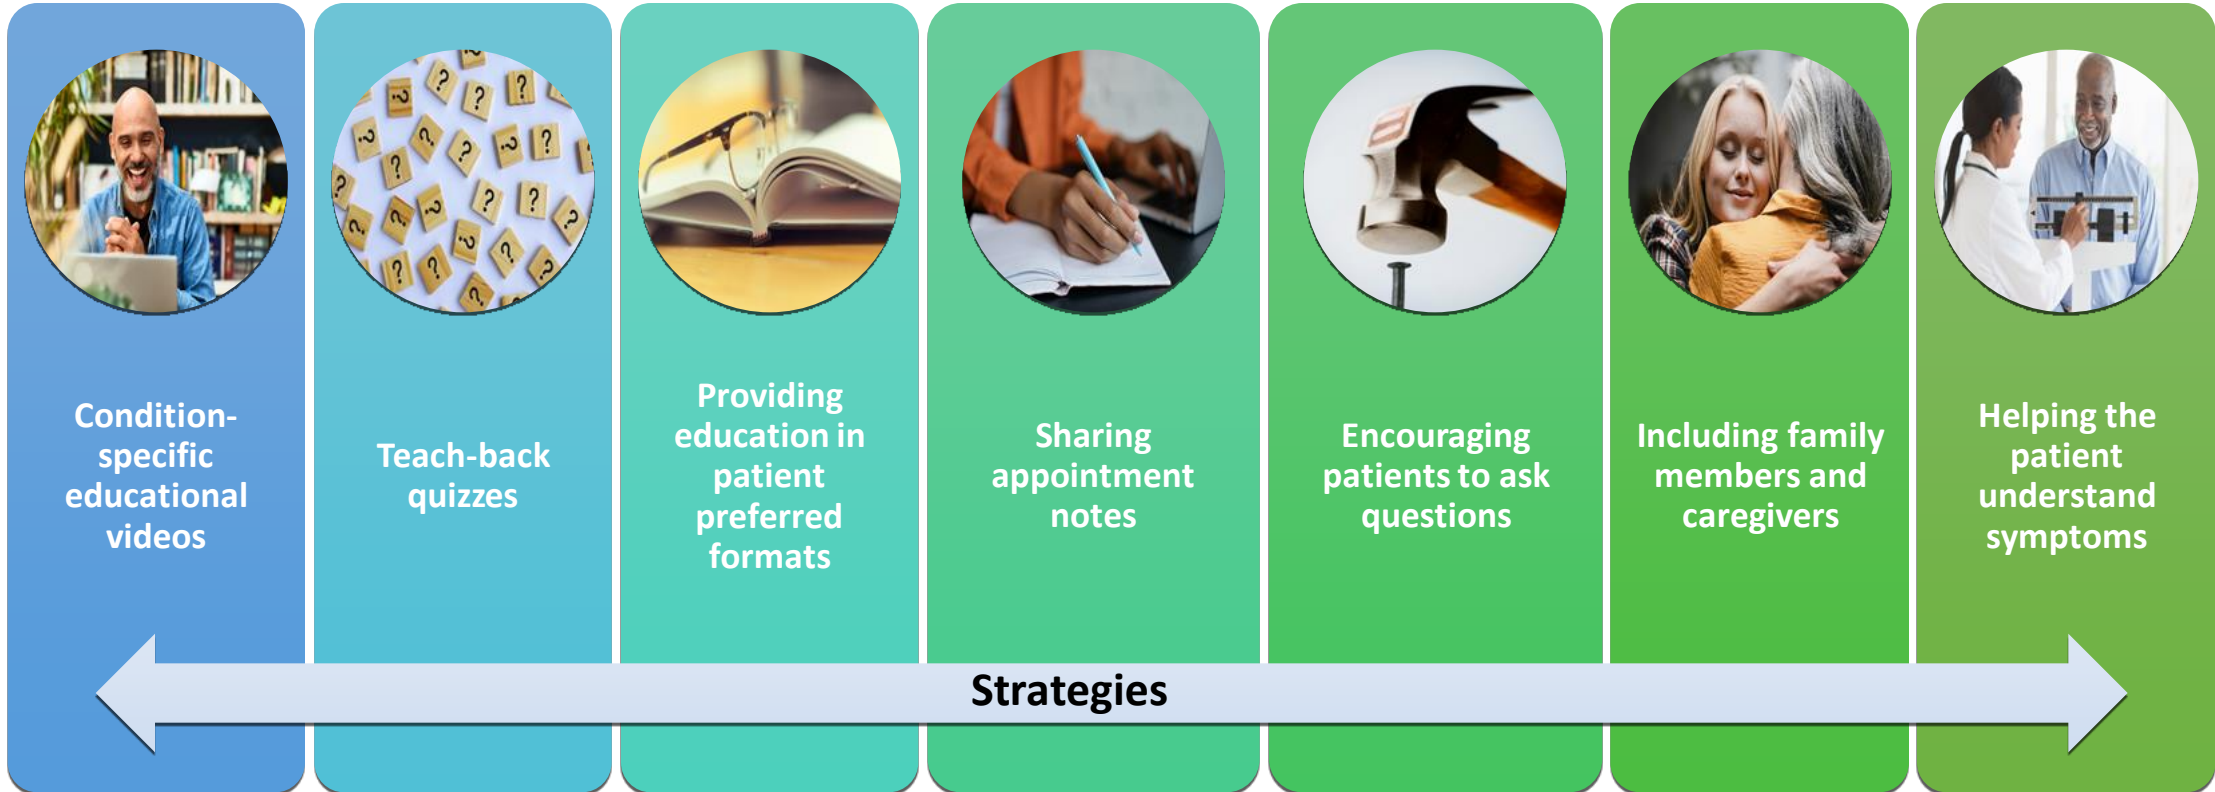 Condition-
specific
educational
videos
Teach-back
quizzes
Providing
education in
patient
preferred
formats
Sharing
appointment
notes
Encouraging
patients to ask
questions
Including family
members and
caregivers
Helping the
patient
understand
symptoms
Strategies